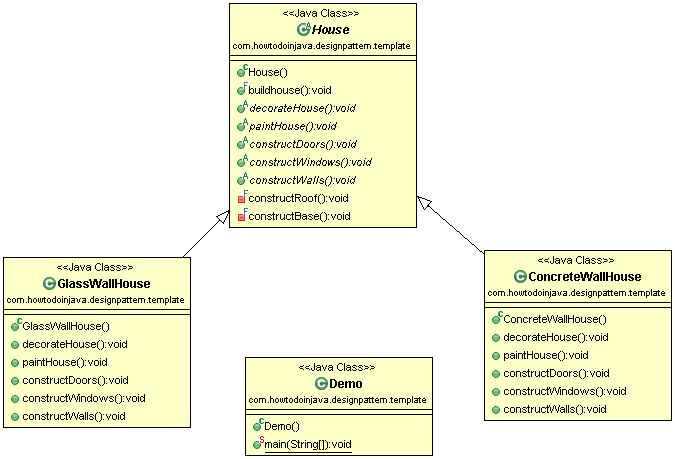 <<Java Class>>
House
com.howtodoinjava.designpattern.template
House()
buildhouse():void
decorateHouse():void
paintHouse():void
constructDoors():void
constructWindows():void
constructWalls():void
constructRoof():void
constructBase():void
<<Java Class>>
GlassWallHouse
com.howtodoinjava.designpattern.template
GlassWallHouse()
decorateHouse():void
paintHouse():void
constructDoors():void
constructWindows():void
constructWalls():void
<<Java Class>>
Demo
com.howtodoinjava.designpattern.template
Demo()
main(String[]):void
<<Java Class>>
ConcreteWallHouse
com.howtodoinjava.designpattern.template
ConcreteWallHouse()
decorateHouse():void
paintHouse():void
constructDoors():void
constructWindows():void
constructWalls():void